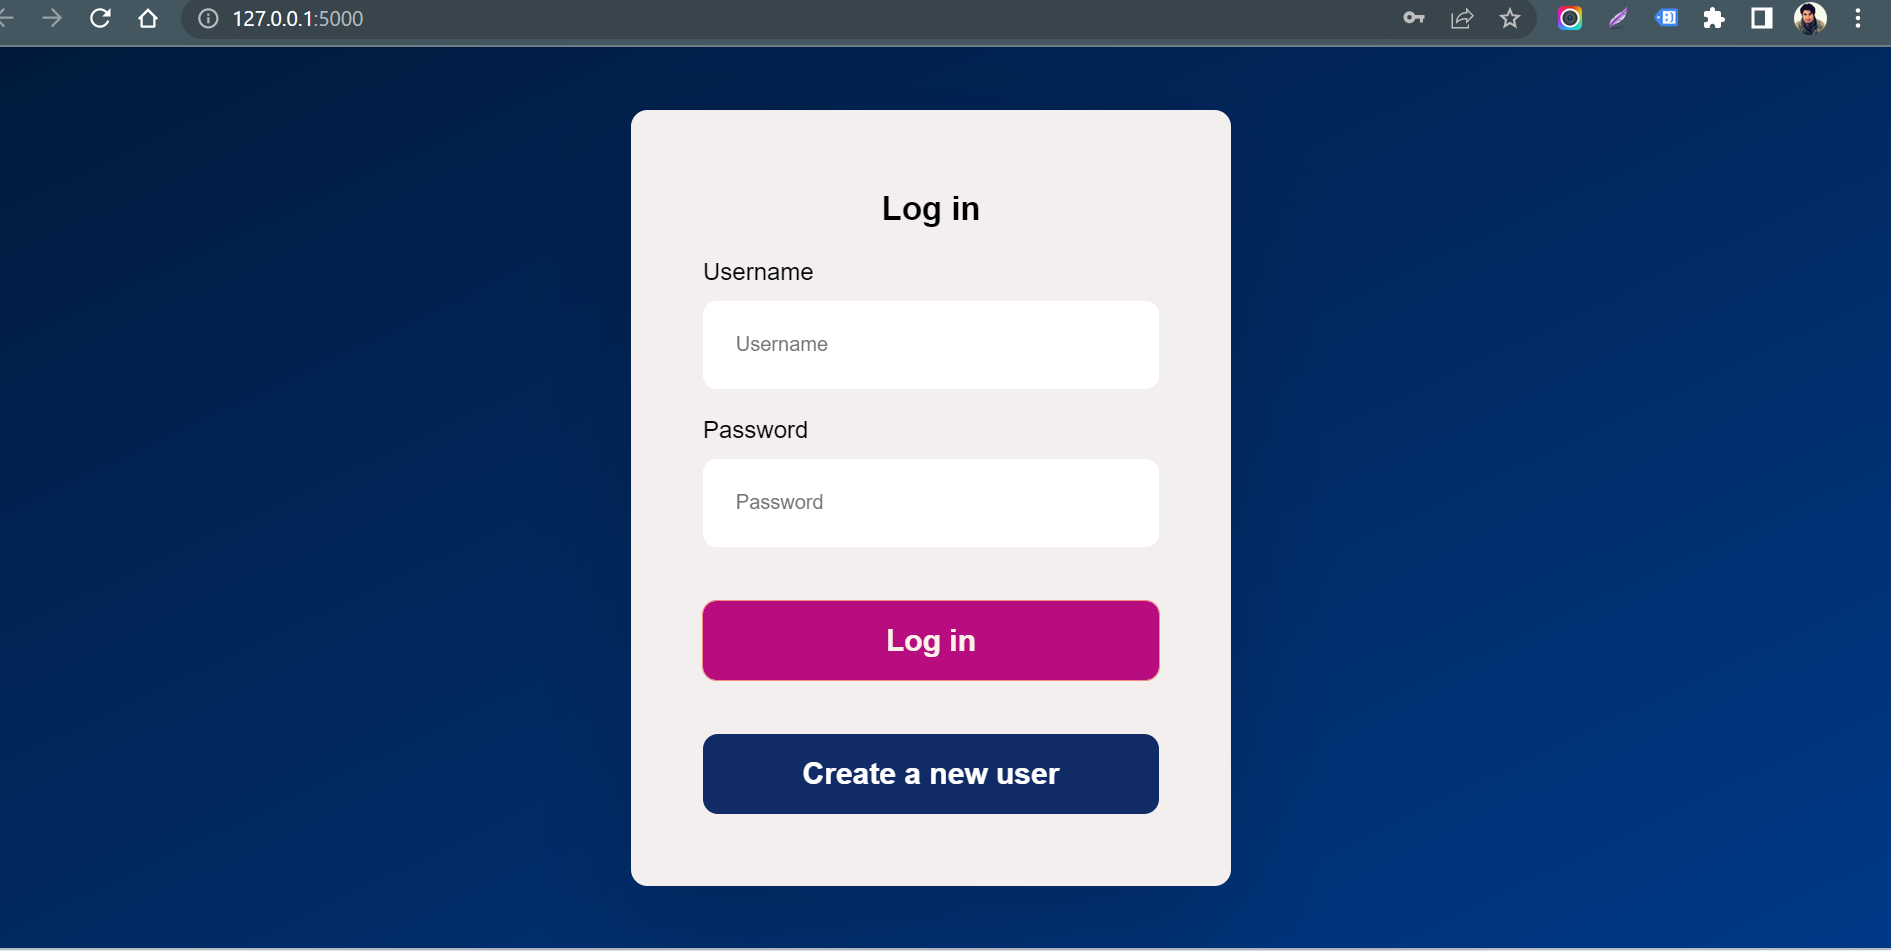 127.0.0.1:5000
Log in
Username
Username
Password
Password
Log in
Create a new user